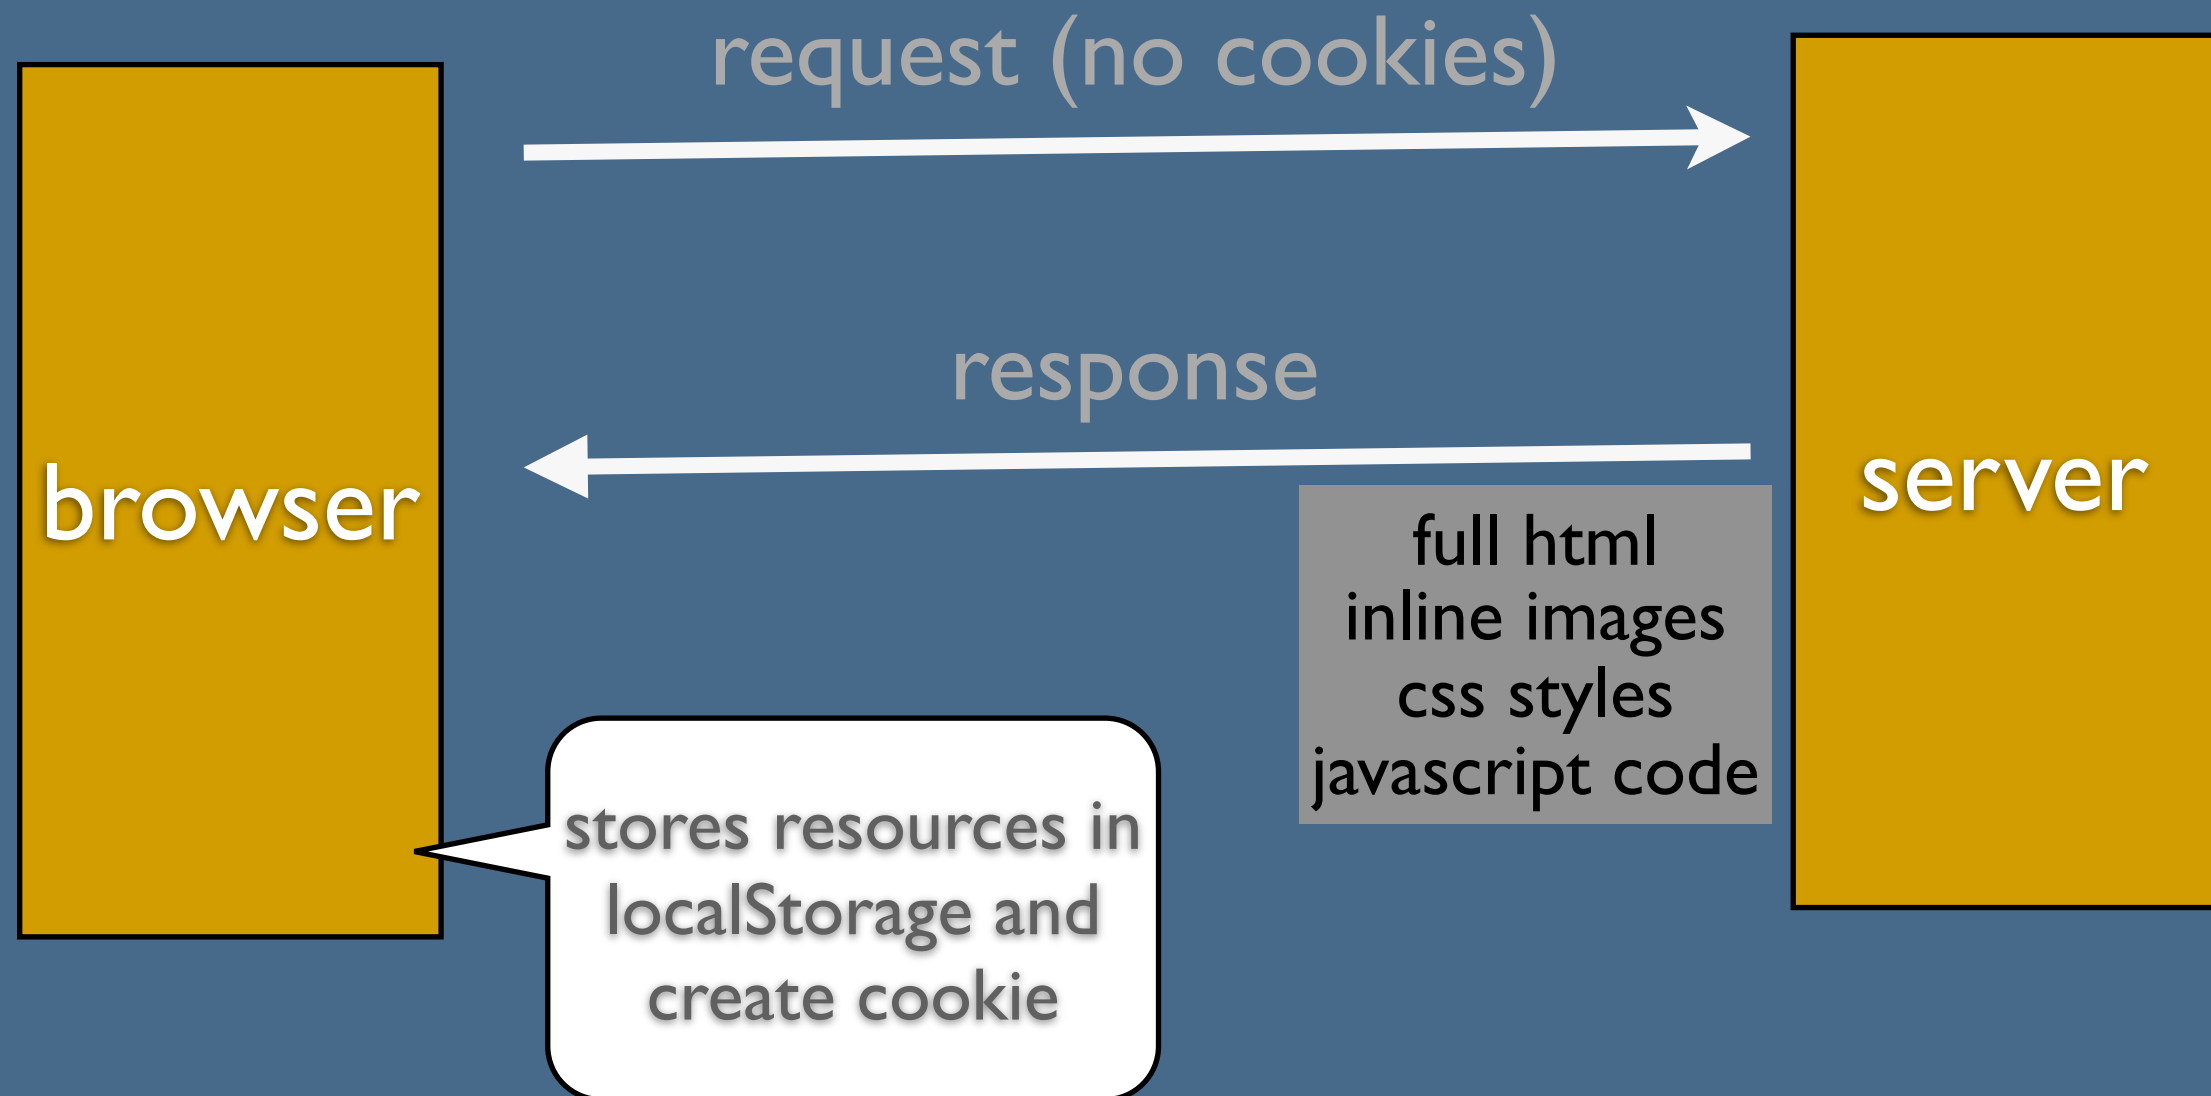 request (no cookies)
response
browser
server
full html
inline images
css styles
javascript code
stores resources in
localStorage and
create cookie